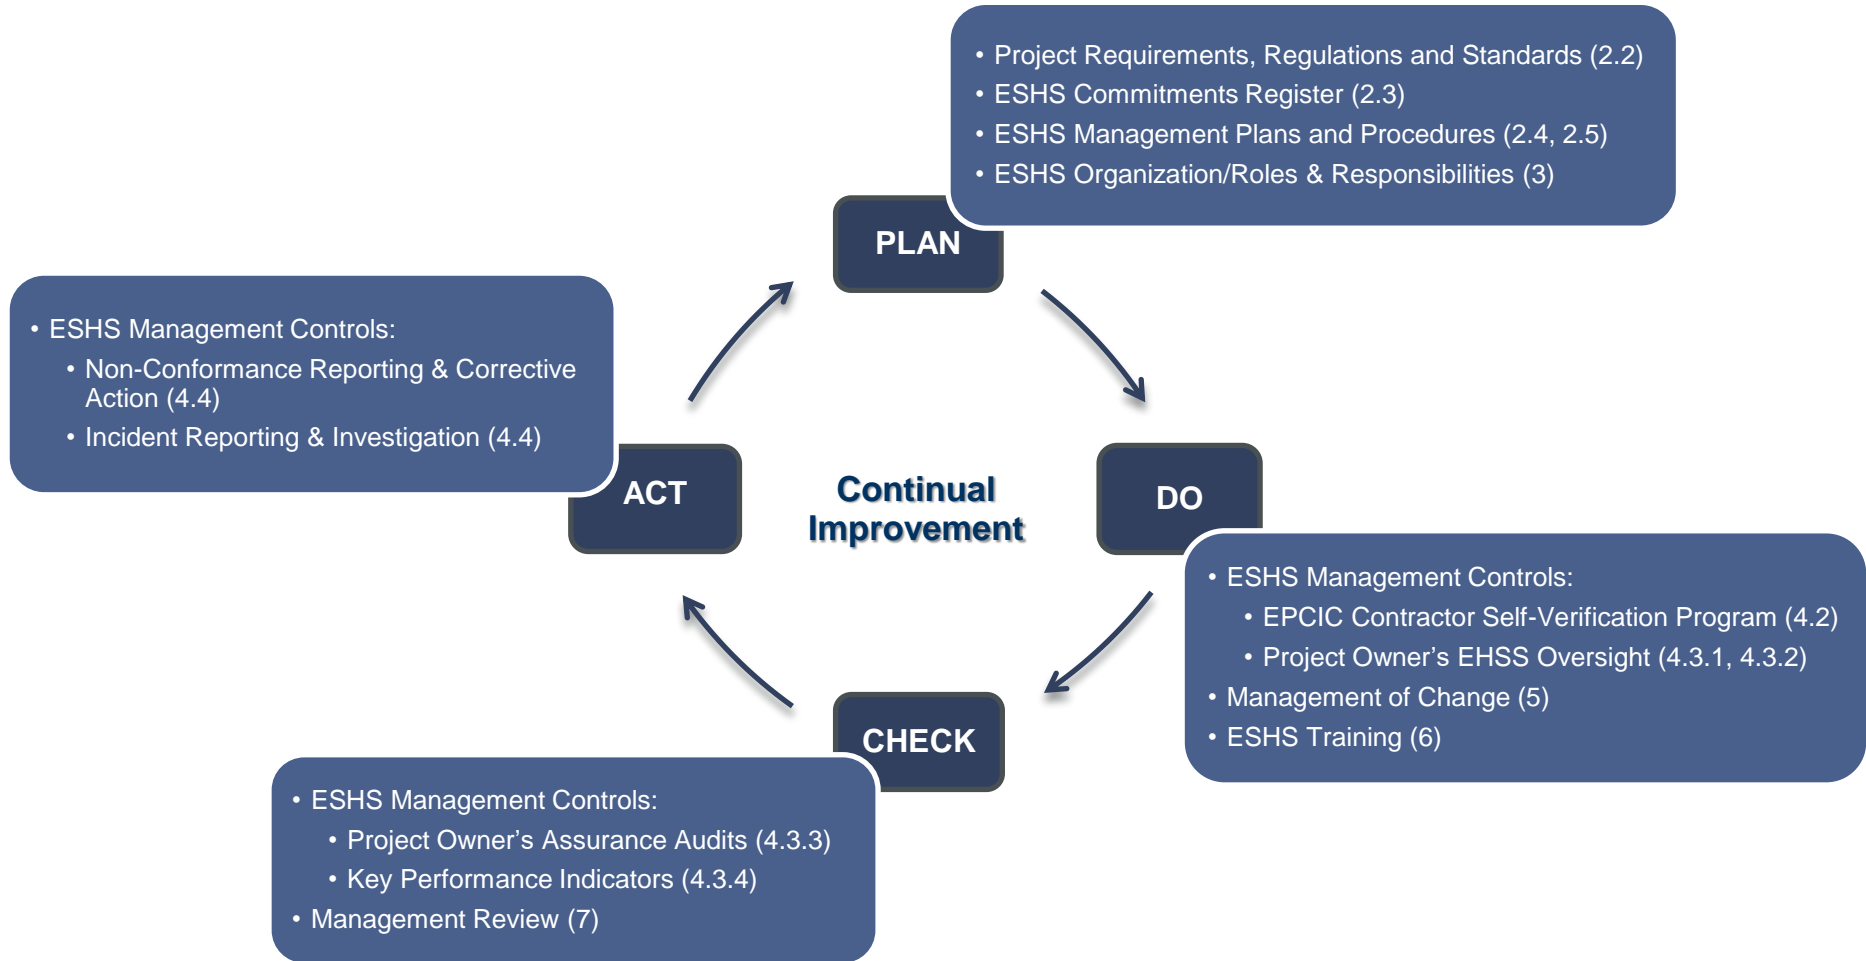 • Project Requirements, Regulations and Standards (2.2)
• ESHS Commitments Register (2.3)
• ESHS Management Plans and Procedures (2.4, 2.5)
• ESHS Organization/Roles & Responsibilities (3)
PLAN
• ESHS Management Controls:
• Non-Conformance Reporting & Corrective
Action (4.4)
• Incident Reporting & Investigation (4.4)
ACT
Continual
Improvement
DO
• ESHS Management Controls:
• EPCIC Contractor Self-Verification Program (4.2)
• Project Owner’s EHSS Oversight (4.3.1, 4.3.2)
• Management of Change (5)
• ESHS Training (6)
CHECK
• ESHS Management Controls:
• Project Owner’s Assurance Audits (4.3.3)
• Key Performance Indicators (4.3.4)
• Management Review (7)